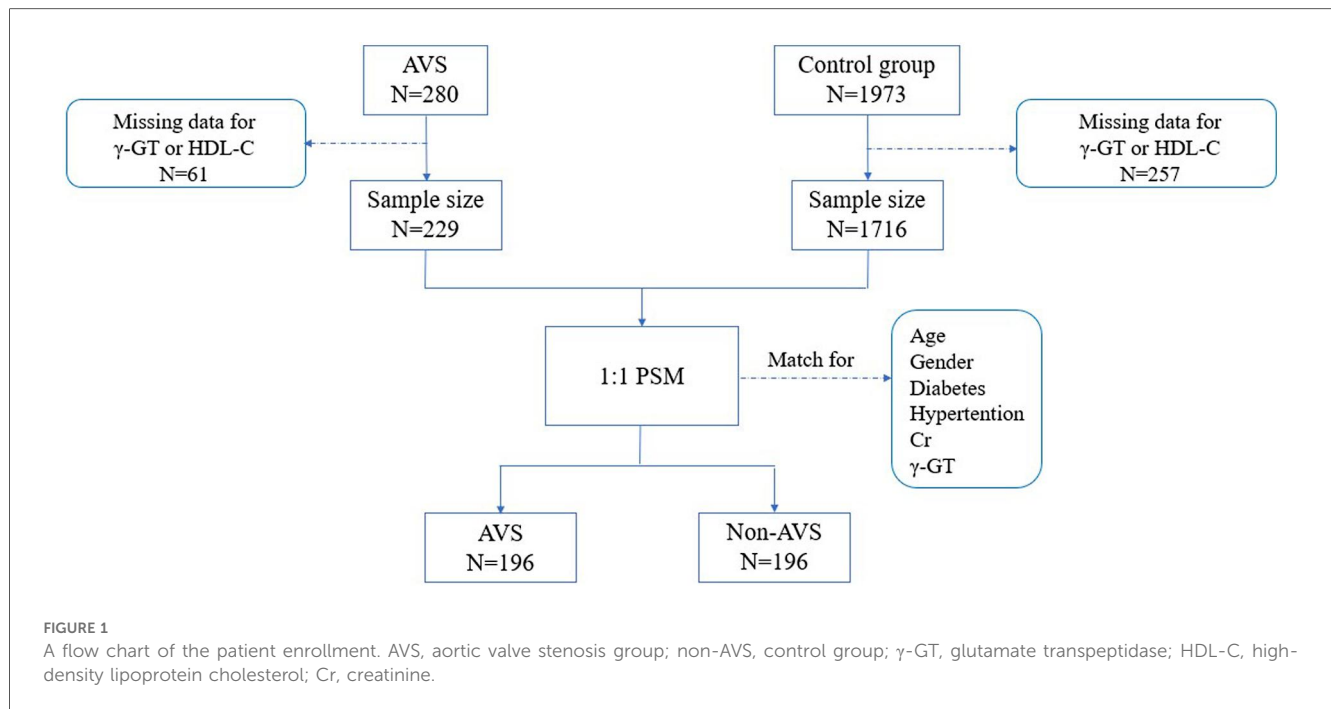 AVS
N=280
Control group
N=1973
Missing data for
γ-GT or HDL-C
N=61
Missing data for
γ-GT or HDL-C
N=257
Sample size
N=229
Sample size
N=1716
1:1 PSM
Match for
Age
Gender
Diabetes
Hypertention
Cr
γ-GT
AVS
N=196
Non-AVS
N=196
FIGURE 1
A flow chart of the patient enrollment. AVS, aortic valve stenosis group; non-AVS, control group; γ-GT, glutamate transpeptidase; HDL-C, high-
density lipoprotein cholesterol; Cr, creatinine.